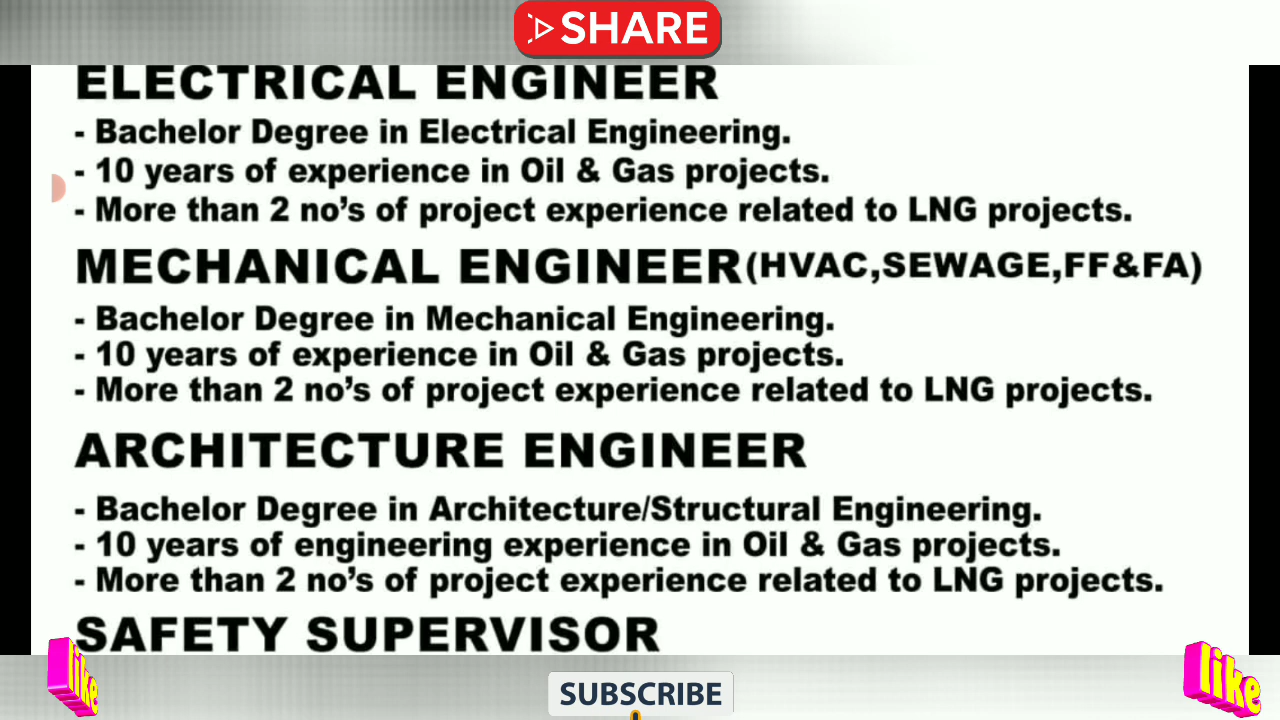 SHARE
ELECTRICAL ENGINEER
- Bachelor Degree in Electrical Engineering.
- 10 years of experience in Oil & Gas projects.
- More than 2 no's of project experience related to LNG projects.
MECHANICAL ENGINEER(HVAC,SEWAGE,FF&FA)
- Bachelor Degree in Mechanical Engineering.
- 10 years of experience in Oil & Gas projects.
- More than 2 no's of project experience related to LNG projects.
ARCHITECTURE ENGINEER
- Bachelor Degree in Architecture/Structural Engineering.
- 10 years of engineering experience in Oil & Gas projects.
- More than 2 no's of project experience related to LNG projects.
SAFETY SUPERVISOR
like
SUBSCRIBE
like